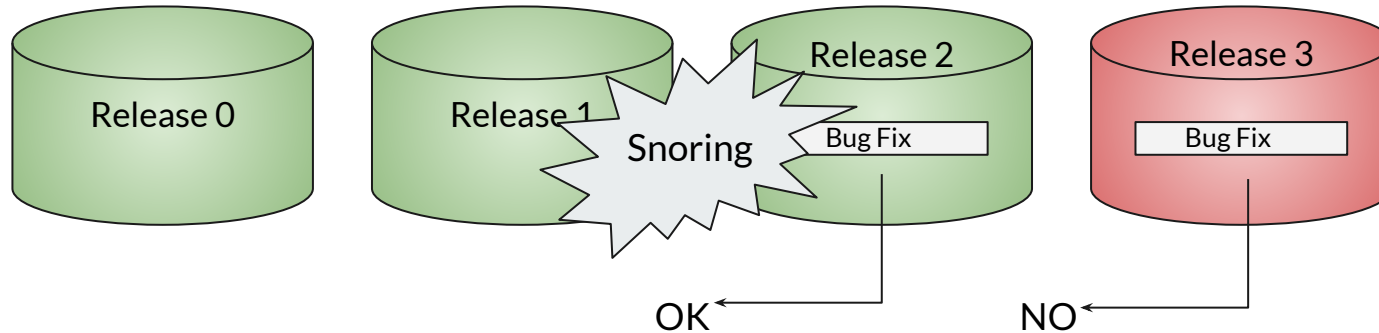 Release 0
Release 1
Snoring
Release 2
Bug Fix
OK
Release 3
Bug Fix
NO